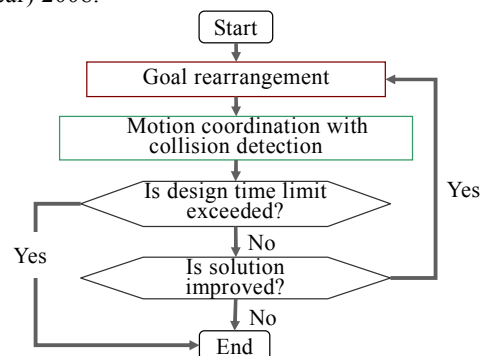 2008.
Start
Goal rearrangement
Motion coordination with
collision detection
Is design time limit
exceeded?
Yes
No
Yes
Is solution
improved?
No
End